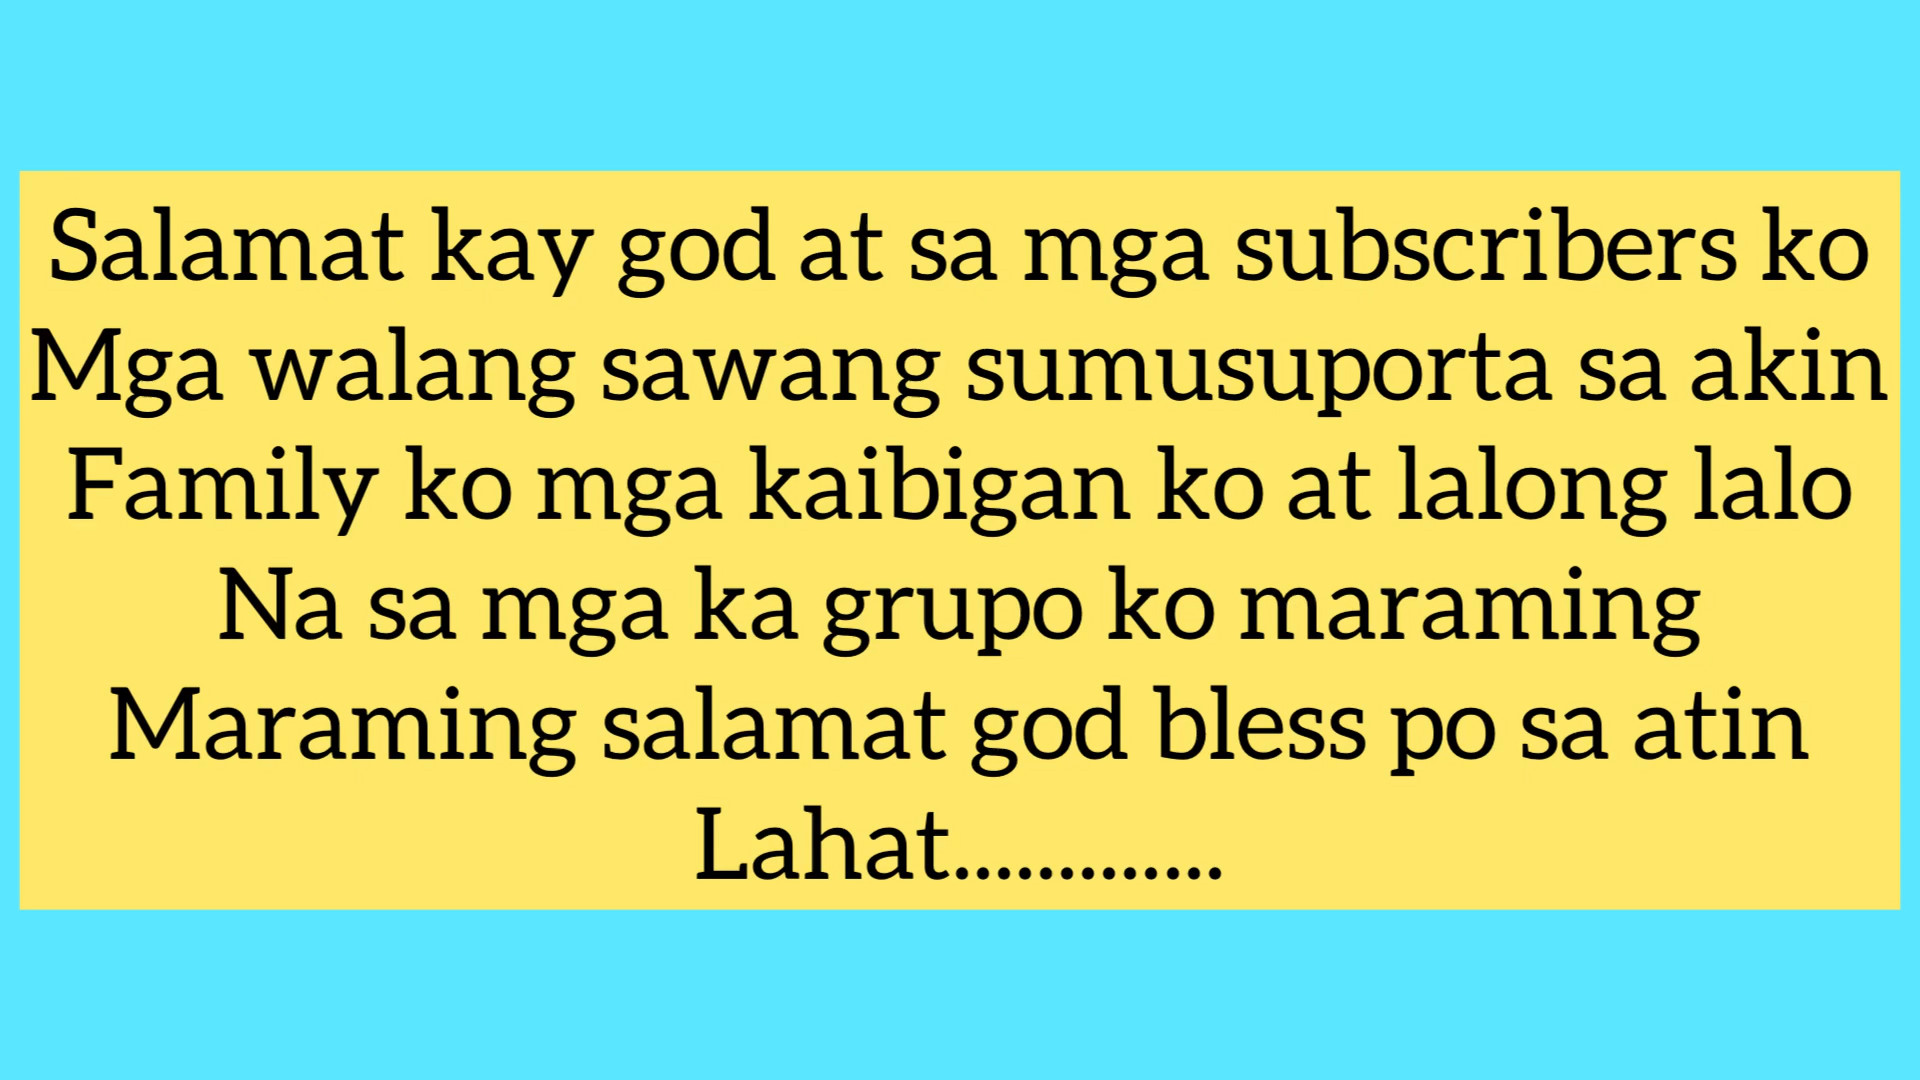 Salamat kay god at sa mga subscribers ko
Mga walang sawang sumusuporta sa akin
Family ko mga kaibigan ko at lalong lalo
Na sa mga ka grupo ko maraming
Maraming salamat god bless po sa atin
Lahat.............